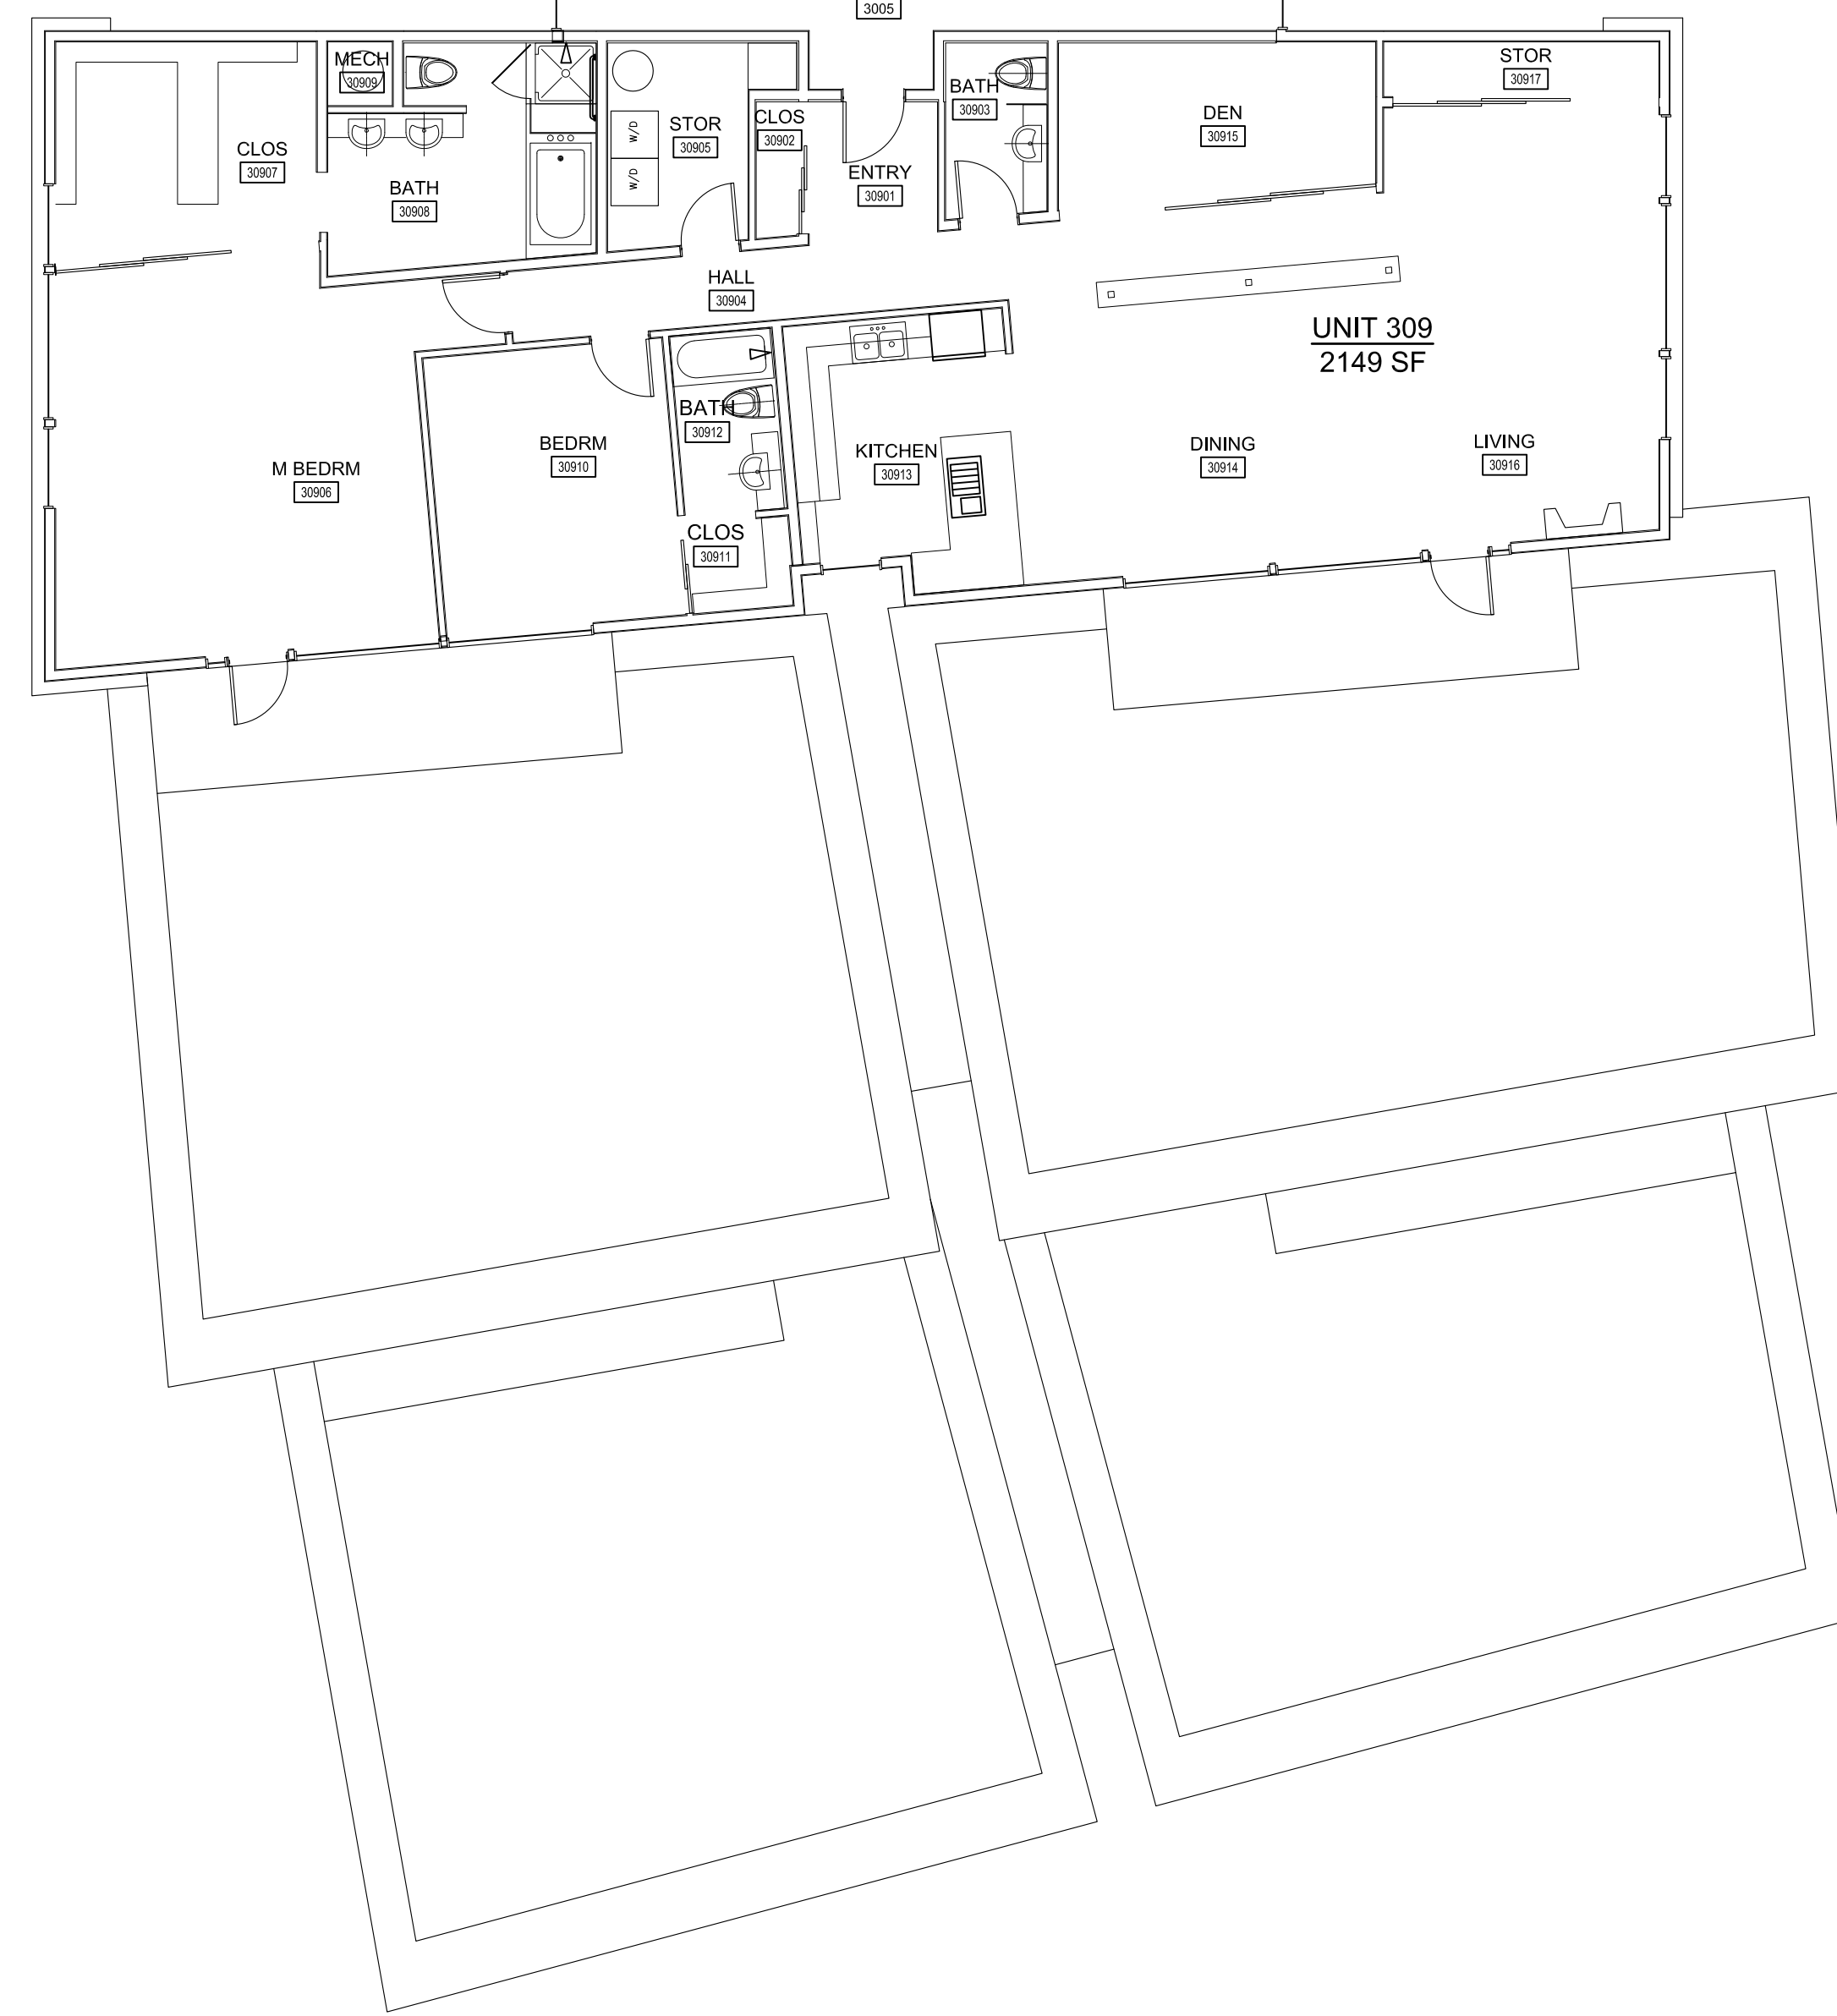 3005
MECH
30909
CLOS
30907
BATH
30908
W/D
W/D
STOR
30905
CLOS
30902
ENTRY
30901
BATH
30903
DEN
30915
STOR
30917
HALL
30904
UNIT 309
2149 SF
M BEDRM
30906
BEDRM
30910
BATH
30912
CLOS
30911
KITCHEN
30913
DINING
30914
LIVING
30916